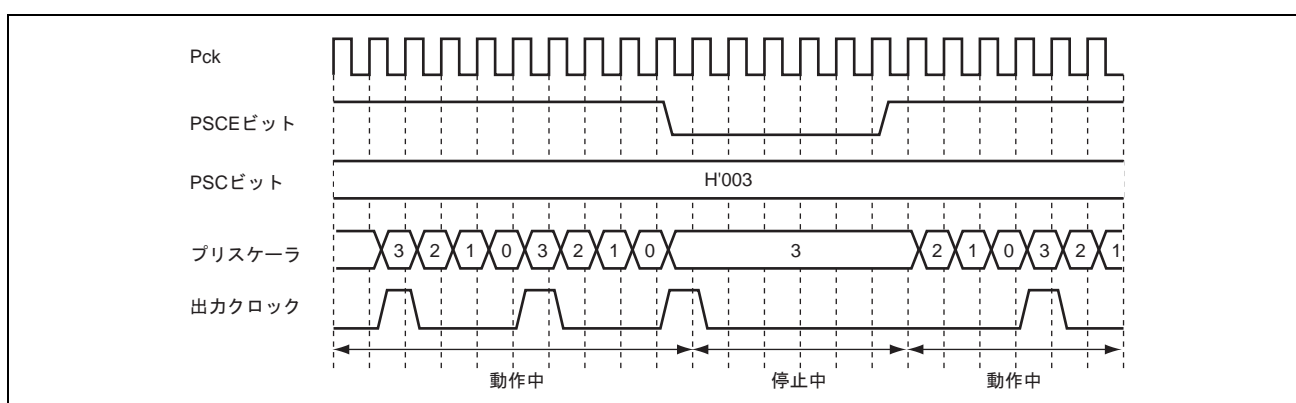 Pck
PSCEビット
PSCビット
H'003
プリスケーラ
3 2 1 0 3 2 1 0 3 2 1 0 3 2 1
出力クロック
動作中 停止中 動作中